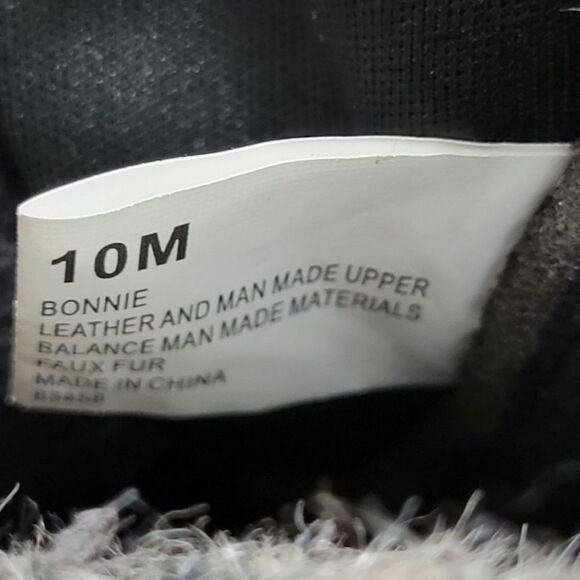 10M
BONNIE
LEATHER AND MAN MADE UPPER
BALANCE MAN MADE MATERIALS
FAUX FUR
MADE IN CHINA